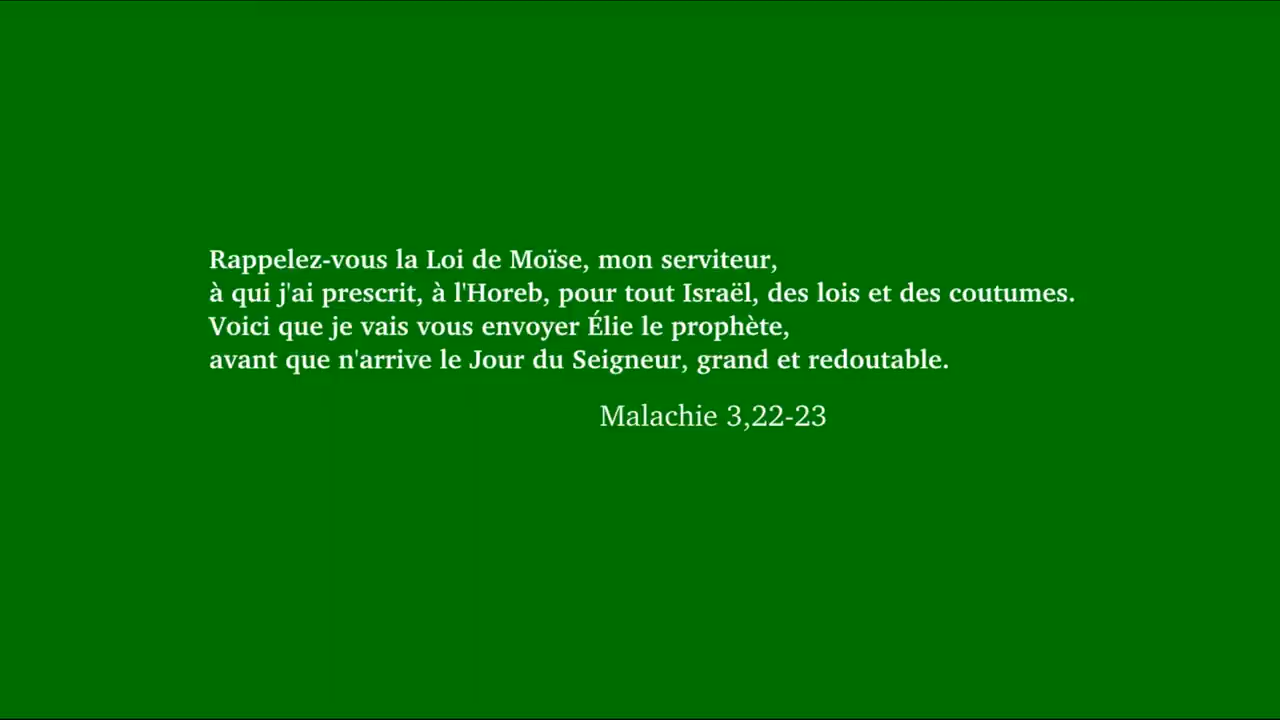 Rappelez-vous la Loi de Moïse, mon serviteur,
à qui j'ai prescrit, à l'Horeb, pour tout Israël, des lois et des coutumes.
Voici que je vais vous envoyer Élie le prophète,
avant que n'arrive le Jour du Seigneur, grand et redoutable.
Malachie 3,22-23